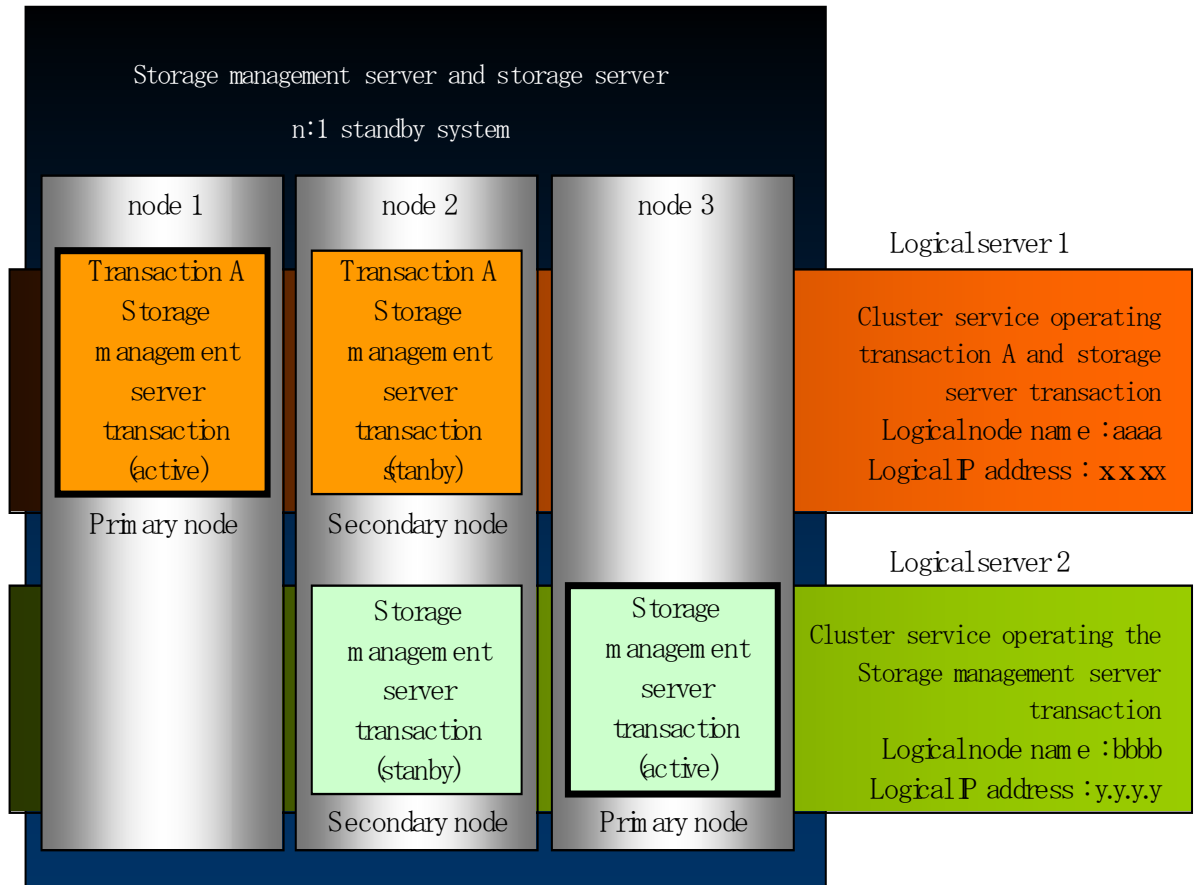 Storage management server and storage server
n:1 standby system
node 1
node 2
node 3
Transaction A
Storage
management
server
transaction
(active)
Primary node
Transaction A
Storage
management
server
transaction
(stanby)
Secondary node
Logical server 1
Cluster service operating
transaction A and storage
server transaction
Logical node name : aaaa
Logical IP address : x x xx
Storage
management
server
transaction
(stanby)
Secondary node
Storage
management
server
transaction
(active)
Primary node
Logical server 2
Cluster service operating the
Storage management server
transaction
Logical node name : bbbb
Logical IP address : y.y.y.y